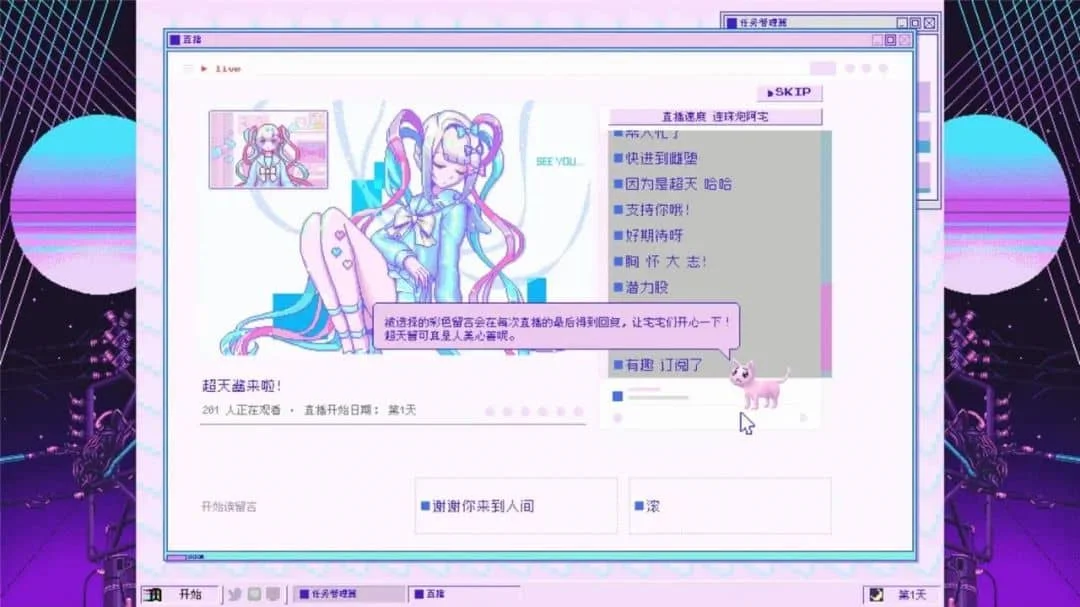 任务管理器
直播
live
SKIP
SEE YOU...
直播速度 连珠炮阿宅
快进到雌堕
因为是超天 哈哈
支持你哦！
好期待呀
胸 怀 大 志！
潜力股
被选择的彩色留言会在每次直播的最后得到回复，让宅宅们开心一下！
超天酱可真是人美心善呢。
有趣 订阅了
超天酱来啦！
201 人正在观看 · 直播开始日期： 第1天
开始读留言
谢谢你来到人间
滚
开始
任务管理器
直播
第1天